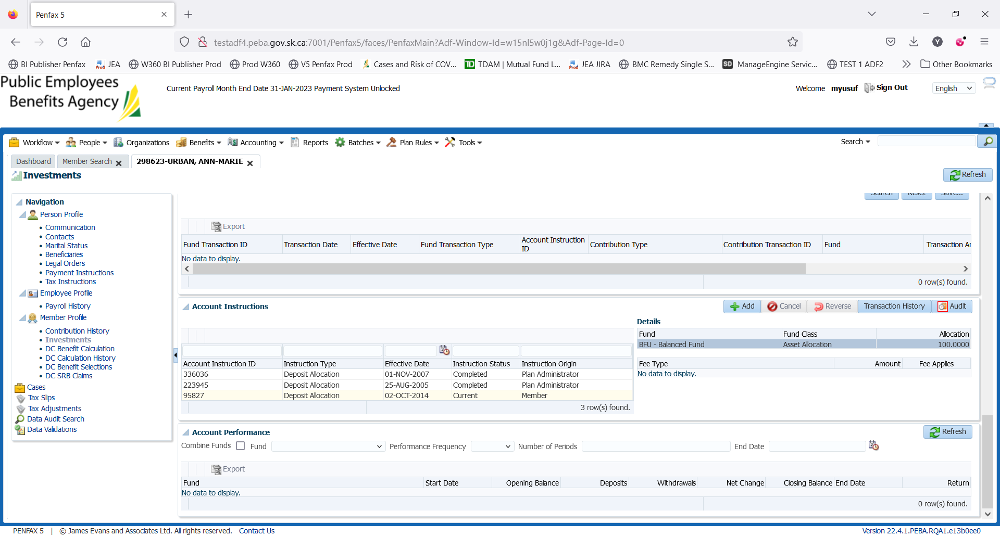 Penfax 5
testadf4.peba.gov.sk.ca:7001/Penfax5/faces/PenfaxMain?Adf-Window-Id=w15nl5w0j1g&Adf-Page-Id=0
BI Publisher Penfax JEA W360 BI Publisher Prod Prod W360 V5 Penfax Prod Cases and Risk of COV... TDAM | Mutual Fund L... JEA JIRA BMC Remedy Single S... ManageEngine Servic... TEST 1 ADF2 Other Bookmarks
Public Employees
Benefits Agency
Current Payroll Month End Date 31-JAN-2023 Payment System Unlocked
Welcome myusuf Sign Out English
Workflow People Organizations Benefits Accounting Reports Batches Plan Rules Tools Search
Dashboard Member Search 298623-URBAN, ANN-MARIE
Investments Refresh
Navigation
Person Profile
Communication
Contacts
Marital Status
Beneficiaries
Legal Orders
Payment Instructions
Tax Instructions
Employee Profile
Payroll History
Member Profile
Contribution History
Investments
DC Benefit Calculation
DC Calculation History
DC Benefit Selections
DC SRB Claims
Cases
Tax Slips
Tax Adjustments
Data Audit Search
Data Validations
Search Reset Save...
Export
Fund Transaction ID Transaction Date Effective Date Fund Transaction Type Account Instruction ID Contribution Type Contribution Transaction ID Fund Transaction Ar
No data to display.
0 row(s) found.
Account Instructions Add Cancel Reverse Transaction History Audit
Account Instruction ID Instruction Type Effective Date Instruction Status Instruction Origin
336036 Deposit Allocation 01-NOV-2007 Completed Plan Administrator
223945 Deposit Allocation 25-AUG-2005 Completed Plan Administrator
95827 Deposit Allocation 02-OCT-2014 Current Member
3 row(s) found.
Details
Fund Fund Class Allocation
BFU - Balanced Fund Asset Allocation 100.0000
Fee Type Amount Fee Applies
No data to display.
Account Performance Refresh
Combine Funds Fund Performance Frequency Number of Periods End Date
Export
Fund Start Date Opening Balance Deposits Withdrawals Net Change Closing Balance End Date Return
No data to display.
0 row(s) found.
PENFAX 5 | © James Evans and Associates Ltd. All rights reserved. Contact Us
Version 22.4.1.PEBA.RQA1.e13b0ee0